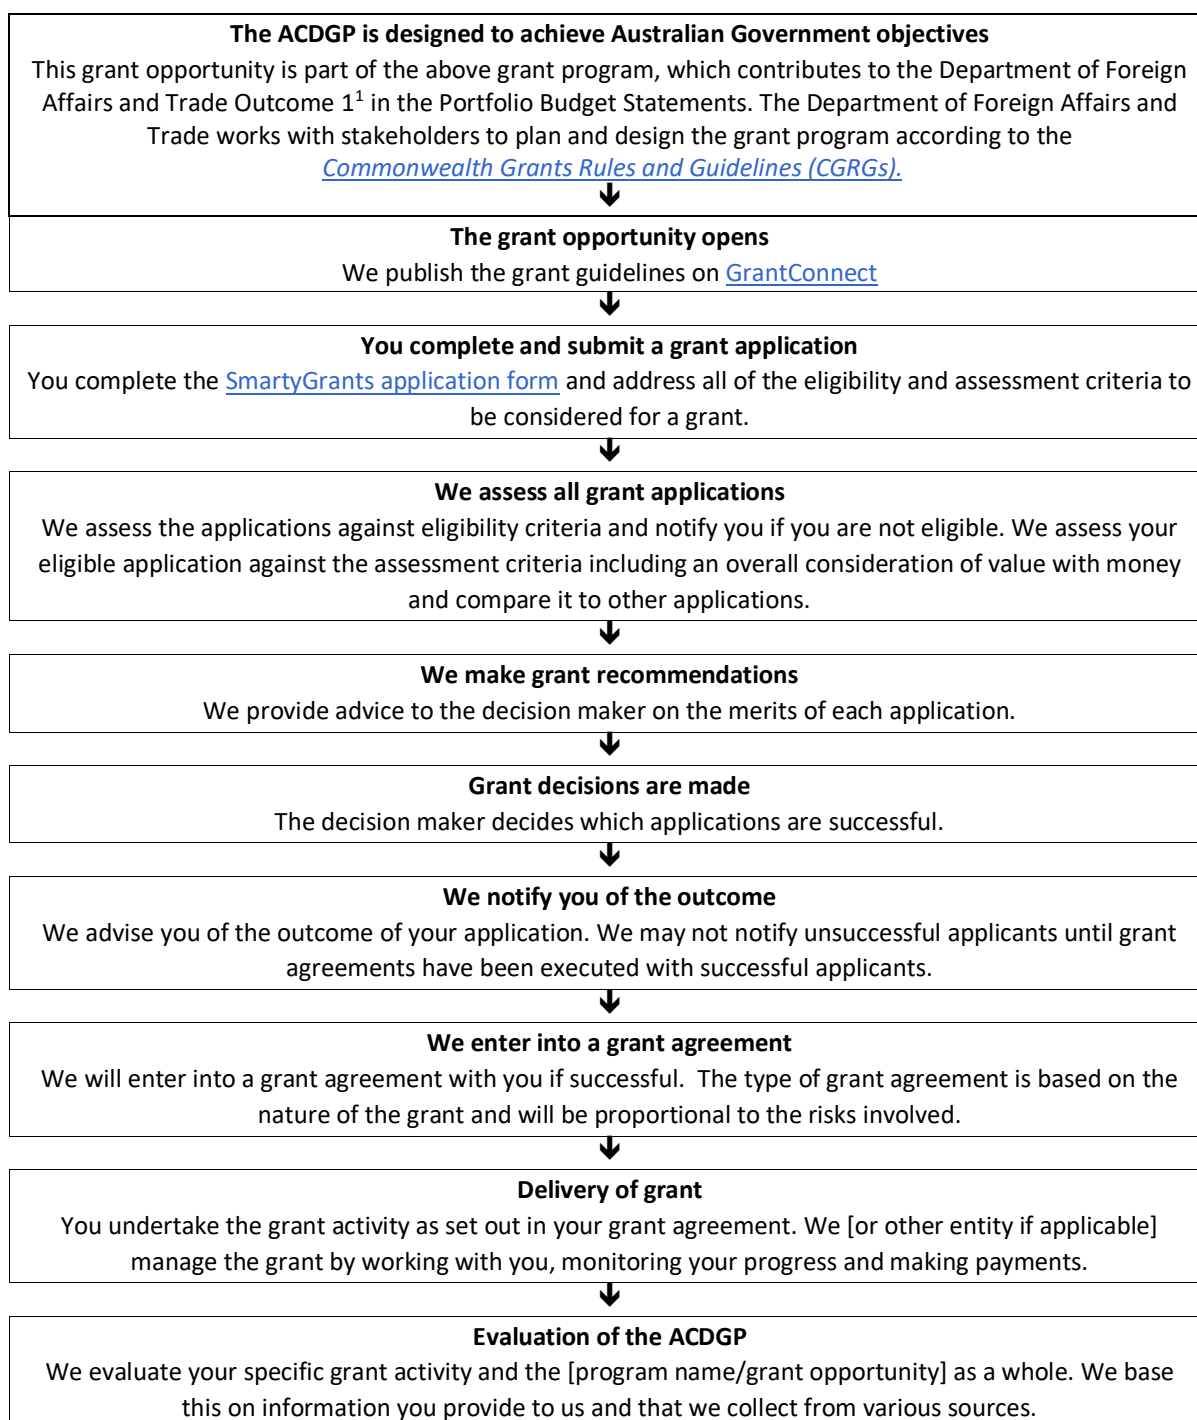 The ACDGP is designed to achieve Australian Government objectives
This grant opportunity is part of the above grant program, which contributes to the Department of Foreign
Affairs and Trade Outcome 1¹ in the Portfolio Budget Statements. The Department of Foreign Affairs and
Trade works with stakeholders to plan and design the grant program according to the
Commonwealth Grants Rules and Guidelines (CGRGs).
The grant opportunity opens
We publish the grant guidelines on GrantConnect
You complete and submit a grant application
You complete the SmartyGrants application form and address all of the eligibility and assessment criteria to
be considered for a grant.
We assess all grant applications
We assess the applications against eligibility criteria and notify you if you are not eligible. We assess your
eligible application against the assessment criteria including an overall consideration of value with money
and compare it to other applications.
We make grant recommendations
We provide advice to the decision maker on the merits of each application.
Grant decisions are made
The decision maker decides which applications are successful.
We notify you of the outcome
We advise you of the outcome of your application. We may not notify unsuccessful applicants until grant
agreements have been executed with successful applicants.
We enter into a grant agreement
We will enter into a grant agreement with you if successful.  The type of grant agreement is based on the
nature of the grant and will be proportional to the risks involved.
Delivery of grant
You undertake the grant activity as set out in your grant agreement. We [or other entity if applicable]
manage the grant by working with you, monitoring your progress and making payments.
Evaluation of the ACDGP
We evaluate your specific grant activity and the [program name/grant opportunity] as a whole. We base
this on information you provide to us and that we collect from various sources.